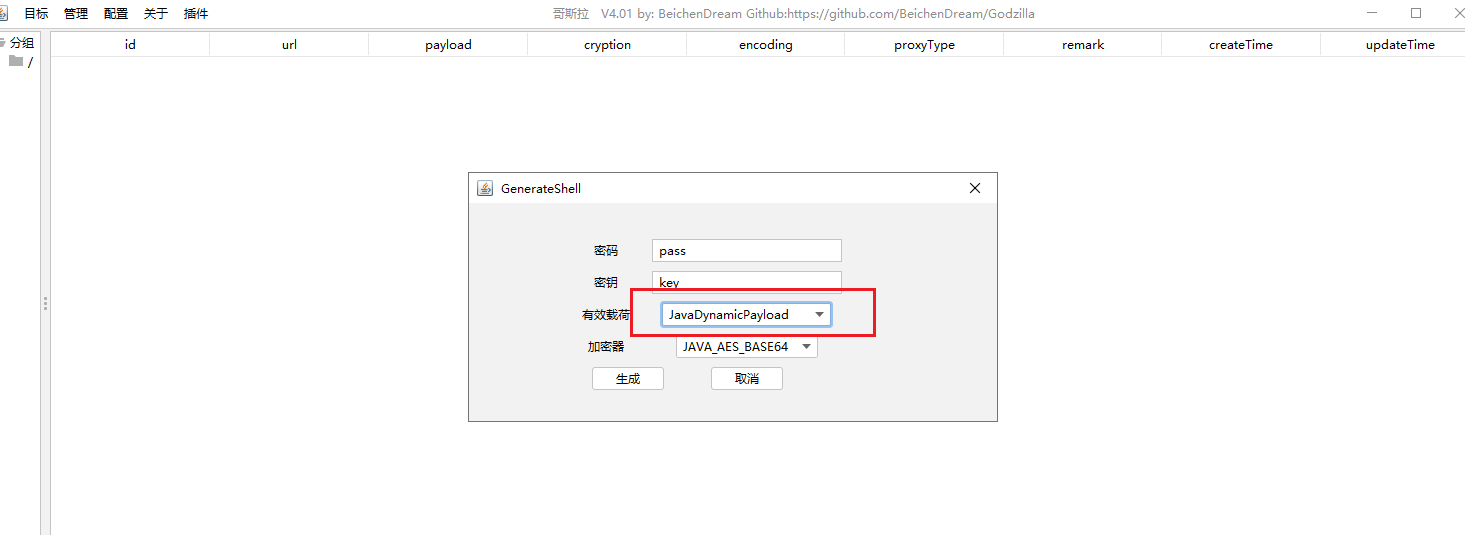 目标 管理 配置 关于 插件 哥斯拉 V4.01 by: BeichenDream Github:https://github.com/BeichenDream/Godzilla
分组
/
id url payload cryption encoding proxyType remark createTime updateTime
GenerateShell
密码 pass
密钥 key
有效载荷 JavaDynamicPayload
加密器 JAVA_AES_BASE64
生成 取消